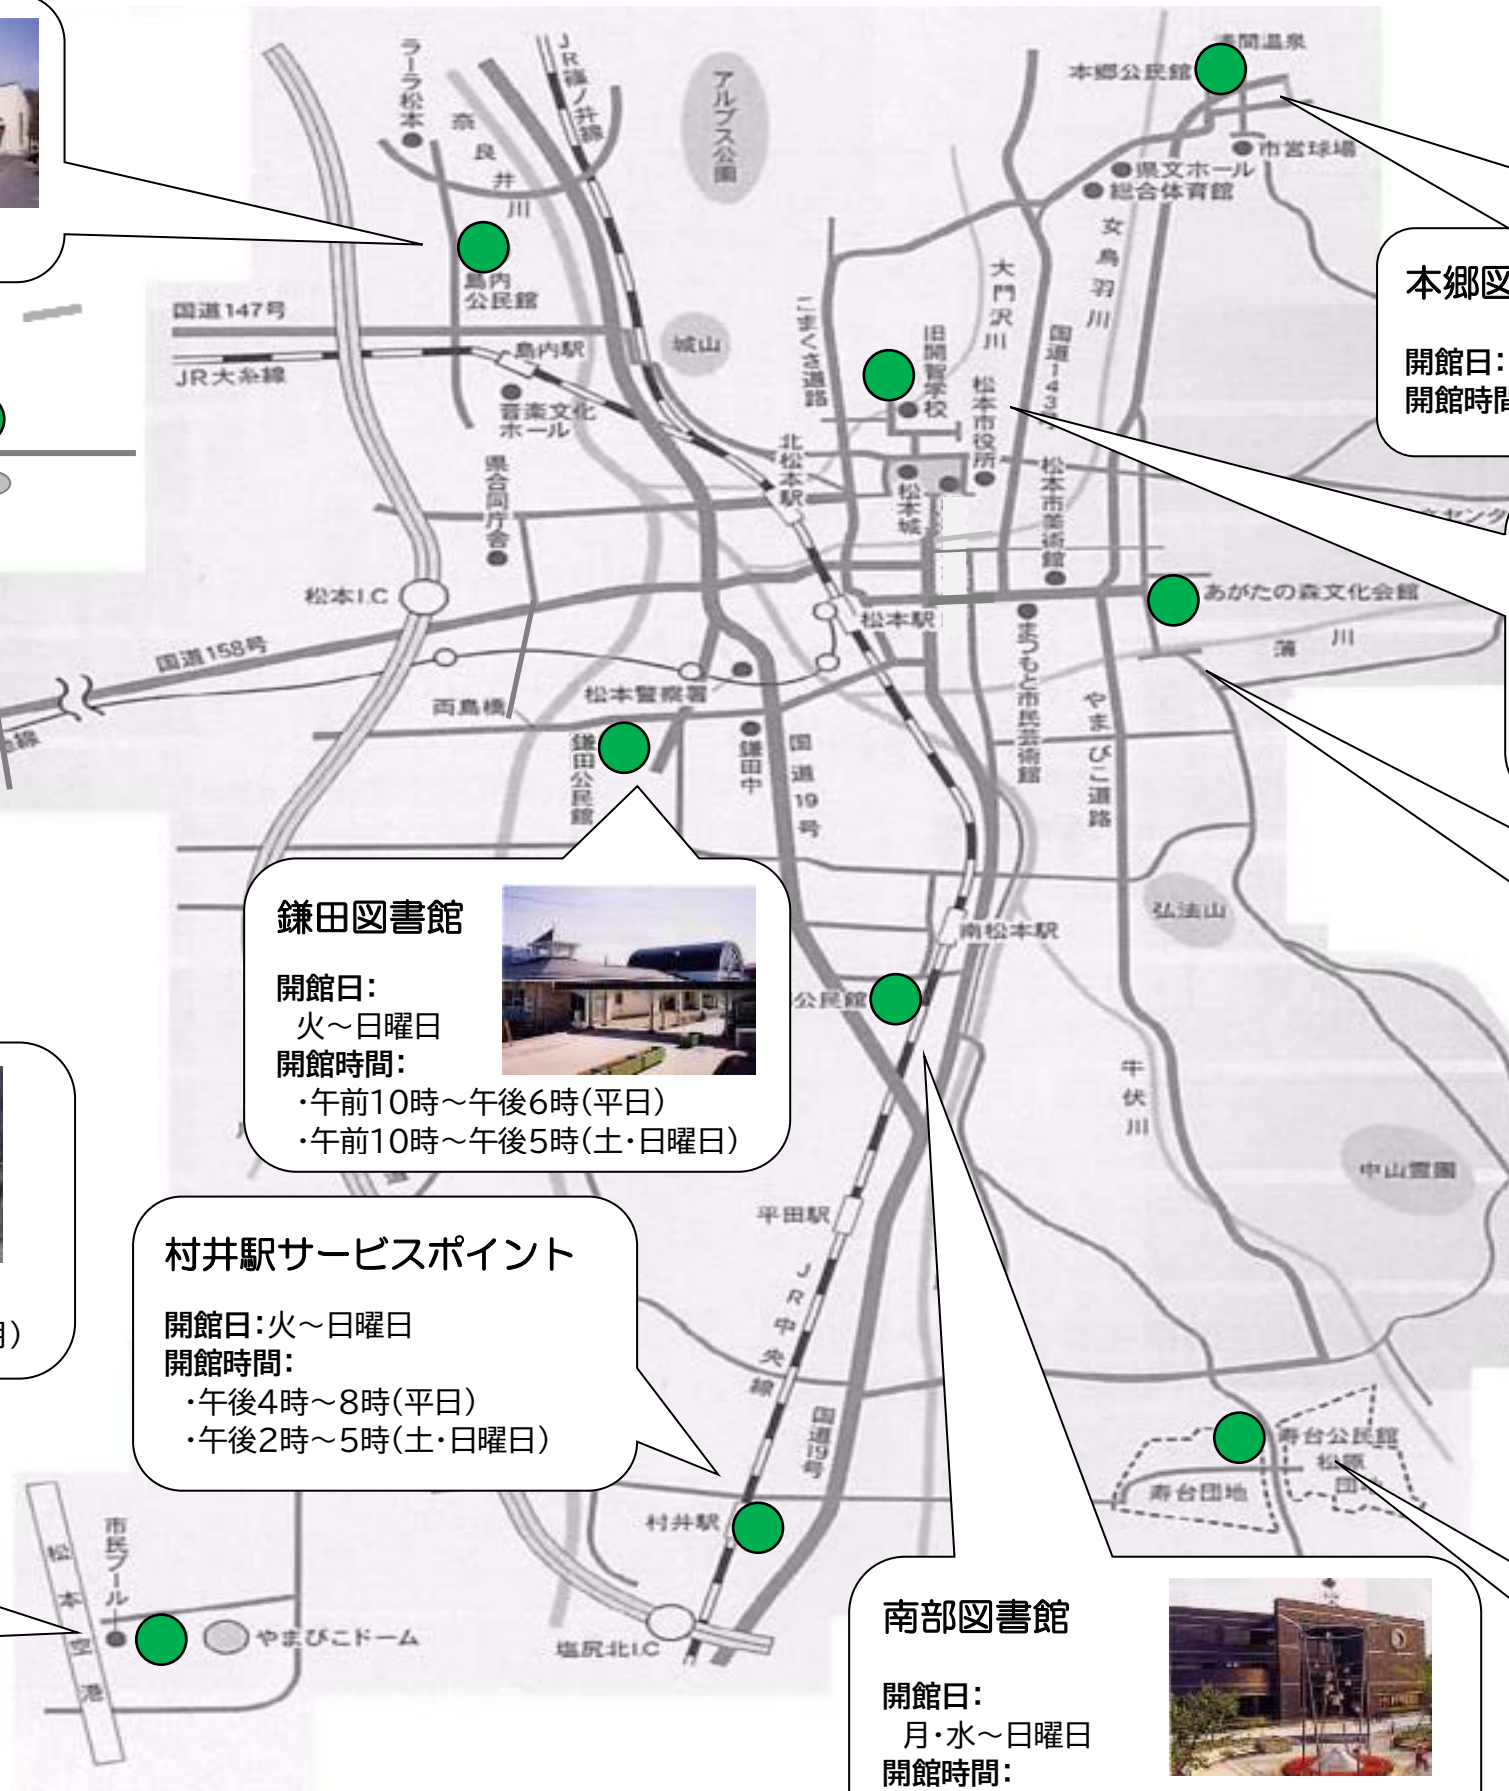 ラーラ松本
奈良井川
JR篠ノ井線
アルプス公園
浅間温泉
本郷公民館
市営球場
県文ホール
総合体育館
女鳥羽川
島内
公民館
国道147号
島内駅
JR大糸線
城山
こまくさ道路
旧開智学校
大門沢川
国道143号
松本市役所
本郷図
開館日:
開館時間
音楽文化
ホール
北松本駅
県合同庁舎
松本城
松本市美術館
松本I.C
松本駅
あがたの森文化会館
国道158号
薄川
松本警察署
両島橋
鎌田公民館
鎌田中
国道19号
まつもと市民芸術館
やまびこ道路
鎌田図書館
開館日:
火~日曜日
開館時間:
・午前10時~午後6時(平日)
・午前10時~午後5時(土・日曜日)
弘法山
南松本駅
公民館
牛伏川
中山霊園
平田駅
JR中央線
国道19号
村井駅サービスポイント
開館日:火~日曜日
開館時間:
・午後4時~8時(平日)
・午後2時~5時(土・日曜日)
村井駅
寿台公民館
松原
団地
寿台団地
市民プール
松本空港
やまびこドーム
塩尻北I.C
南部図書館
開館日:
月・水~日曜日
開館時間: